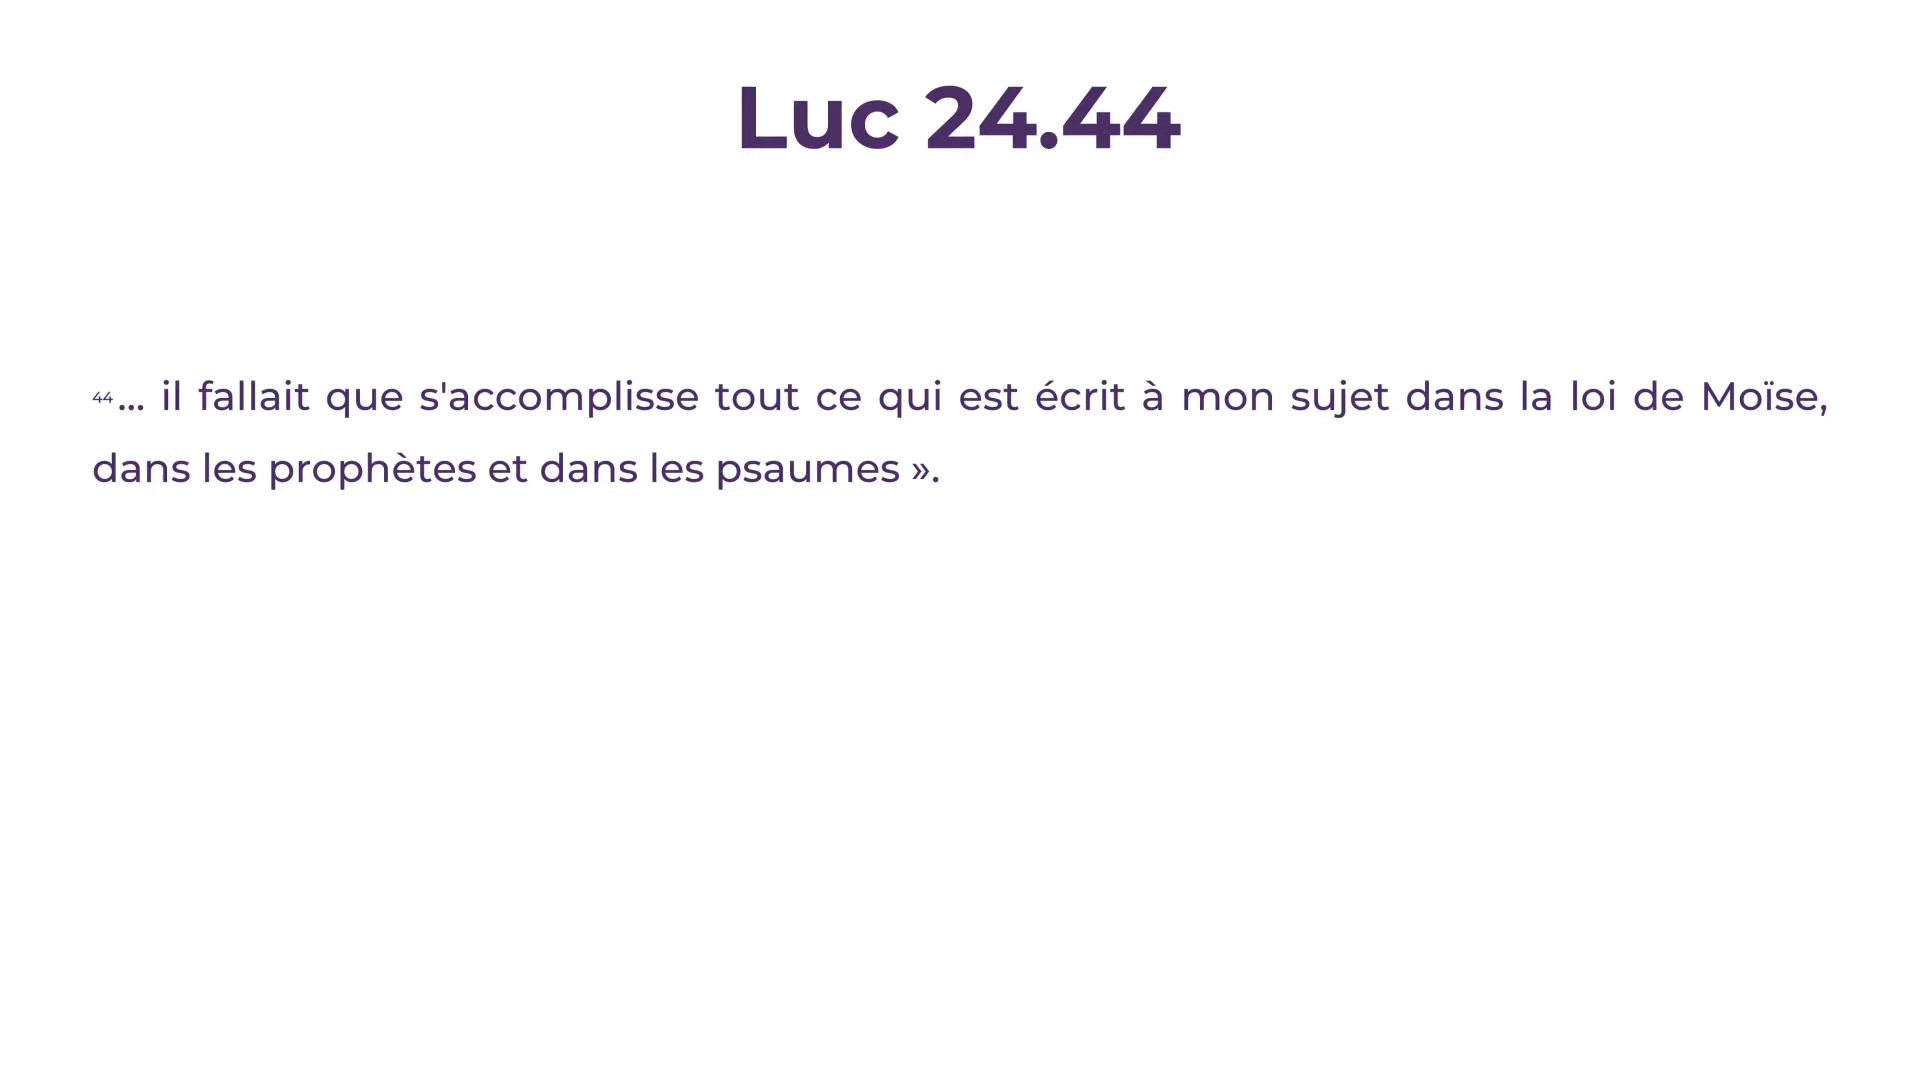 Luc 24.44
44... il fallait que s'accomplisse tout ce qui est écrit à mon sujet dans la loi de Moïse,
dans les prophètes et dans les psaumes ».